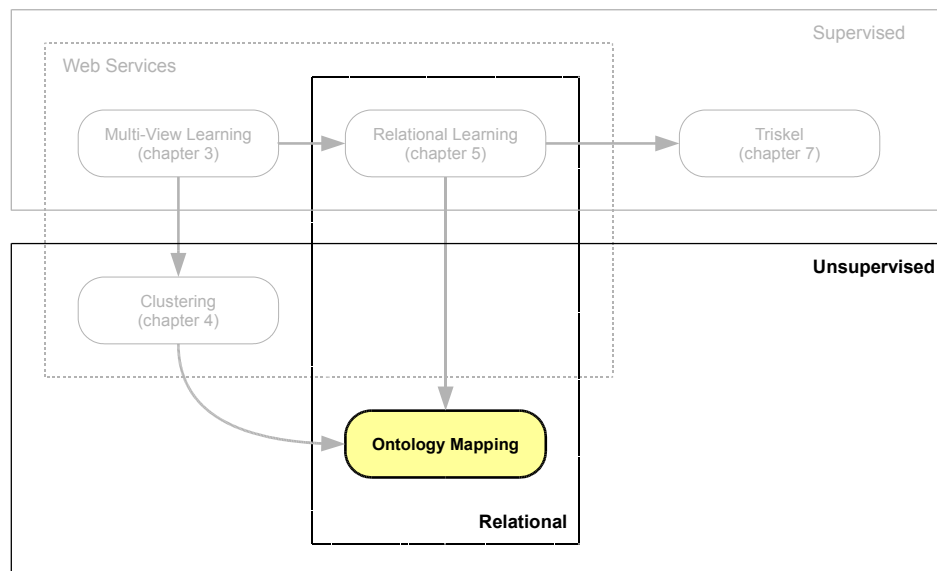 Supervised
Web Services
Multi-View Learning
(chapter 3)
Relational Learning
(chapter 5)
Triskel
(chapter 7)
Unsupervised
Clustering
(chapter 4)
Ontology Mapping
Relational